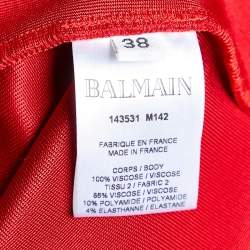 38
BALMAIN
143531 M142
FABRIQUE EN FRANCE
MADE IN FRANCE
CORPS / BODY
100% VISCOSE / VISCOSE
TISSU 2 / FABRIC 2
86% VISCOSE / VISCOSE
10% POLYAMIDE / POLYAMIDE
4% ELASTHANNE / ELASTANE